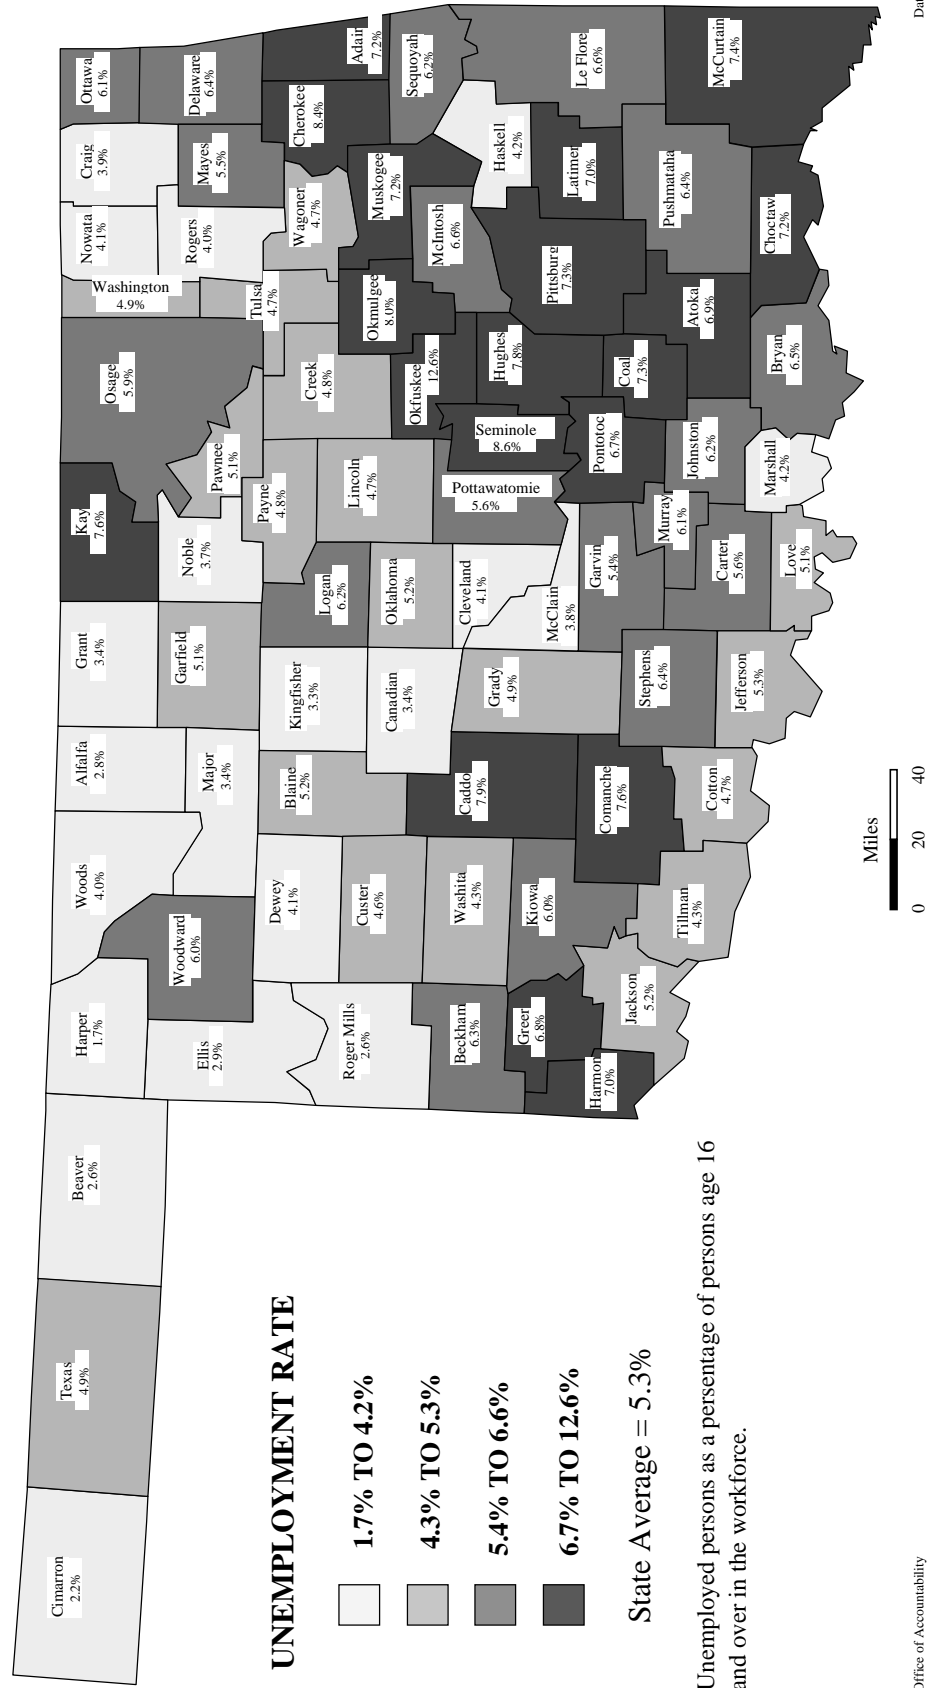 Cimarron
2.2%
Texas
4.9%
Beaver
2.6%
Harper
1.7%
Woods
4.0%
Alfalfa
2.8%
Grant
3.4%
Kay
7.6%
Osage
5.9%
Washington
4.9%
Nowata
4.1%
Craig
3.9%
Ottawa
6.1%
Ellis
2.9%
Woodward
6.0%
Major
3.4%
Garfield
5.1%
Noble
3.7%
Pawnee
5.1%
Rogers
4.0%
Mayes
5.5%
Delaware
6.4%
Roger Mills
2.6%
Dewey
4.1%
Blaine
5.2%
Kingfisher
3.3%
Logan
6.2%
Payne
4.8%
Creek
4.8%
Tulsa
4.7%
Wagoner
4.7%
Cherokee
8.4%
Adair
7.2%
Custer
4.6%
Canadian
3.4%
Oklahoma
5.2%
Lincoln
4.7%
Okfuskee
12.6%
Okmulgee
8.0%
Muskogee
7.2%
Sequoyah
6.2%
Beckham
6.3%
Washita
4.3%
Caddo
7.9%
Grady
4.9%
Cleveland
4.1%
McClain
3.8%
Pottawatomie
5.6%
Seminole
8.6%
Hughes
7.8%
McIntosh
6.6%
Haskell
4.2%
Le Flore
6.6%
Greer
6.8%
Kiowa
6.0%
Comanche
7.6%
Stephens
6.4%
Garvin
5.4%
Pontotoc
6.7%
Coal
7.3%
Pittsburg
7.3%
Latimer
7.0%
Harmon
7.0%
Jackson
5.2%
Tillman
4.3%
Cotton
4.7%
Jefferson
5.3%
Carter
5.6%
Murray
6.1%
Johnston
6.2%
Atoka
6.9%
Pushmataha
6.4%
McCurtain
7.4%
Love
5.1%
Marshall
4.2%
Bryan
6.5%
Choctaw
7.2%
UNEMPLOYMENT RATE
1.7% TO 4.2%
4.3% TO 5.3%
5.4% TO 6.6%
6.7% TO 12.6%
State Average = 5.3%
Unemployed persons as a persentage of persons age 16
and over in the workforce.
Miles
0 20 40
Office of Accountability
Dat